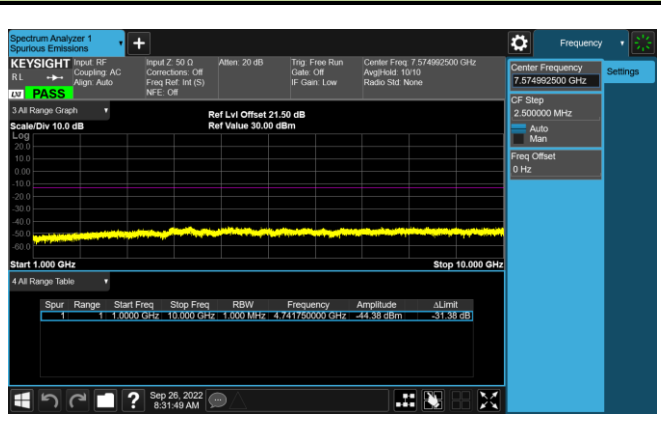 Spectrum Analyzer 1
Spurious Emissions
Frequency
KEYSIGHT
RL
LXI
PASS
Input: RF
Coupling: AC
Align: Auto
Input Z: 50 Ω
Corrections: Off
Freq Ref: Int (S)
NFE: Off
Atten: 20 dB
Trig: Free Run
Gate: Off
IF Gain: Low
Center Freq: 7.574992500 GHz
Avg|Hold: 10/10
Radio Std: None
Center Frequency
7.574992500 GHz
Settings
CF Step
2.500000 MHz
Auto
Man
Freq Offset
0 Hz
3 All Range Graph
Scale/Div 10.0 dB
Ref Lvl Offset 21.50 dB
Ref Value 30.00 dBm
Log
20.0
10.0
0.00
-10.0
-20.0
-30.0
-40.0
-50.0
-60.0
Start 1.000 GHz Stop 10.000 GHz
4 All Range Table
Spur Range Start Freq Stop Freq RBW Frequency Amplitude ΔLimit
1 1 1.0000 GHz 10.000 GHz 1.000 MHz 4.741750000 GHz -44.38 dBm -31.38 dB
?
Sep 26, 2022
8:31:49 AM